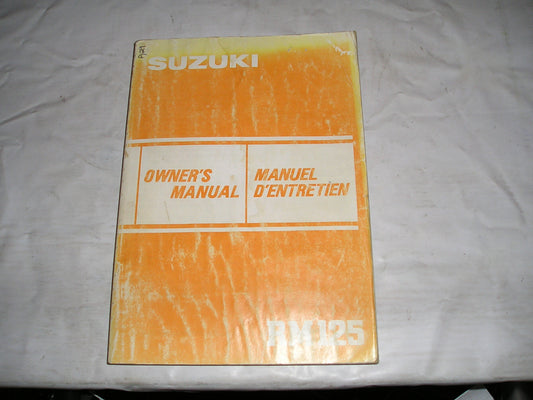 SUZUKI
OWNER'S
MANUAL
MANUEL
D'ENTRETIEN
RM125